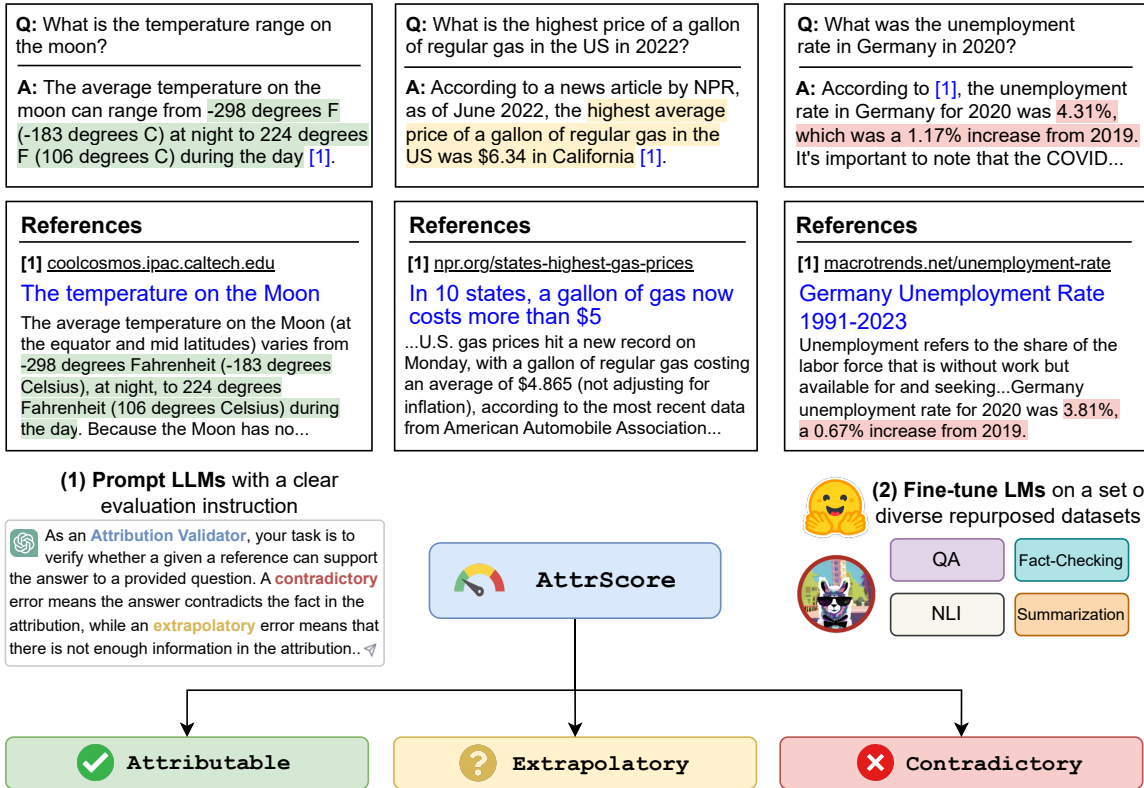 Q: What is the temperature range on
the moon?
A: The average temperature on the
moon can range from -298 degrees F
(-183 degrees C) at night to 224 degrees
F (106 degrees C) during the day [1].
Q: What is the highest price of a gallon
of regular gas in the US in 2022?
A: According to a news article by NPR,
as of June 2022, the highest average
price of a gallon of regular gas in the
US was $6.34 in California [1].
Q: What was the unemployment
rate in Germany in 2020?
A: According to [1], the unemployment
rate in Germany for 2020 was 4.31%,
which was a 1.17% increase from 2019.
It's important to note that the COVID...
References
[1] coolcosmos.ipac.caltech.edu
The temperature on the Moon
The average temperature on the Moon (at
the equator and mid latitudes) varies from
-298 degrees Fahrenheit (-183 degrees
Celsius), at night, to 224 degrees
Fahrenheit (106 degrees Celsius) during
the day. Because the Moon has no...
References
[1] npr.org/states-highest-gas-prices
In 10 states, a gallon of gas now
costs more than $5
...U.S. gas prices hit a new record on
Monday, with a gallon of regular gas costing
an average of $4.865 (not adjusting for
inflation), according to the most recent data
from American Automobile Association...
References
[1] macrotrends.net/unemployment-rate
Germany Unemployment Rate
1991-2023
Unemployment refers to the share of the
labor force that is without work but
available for and seeking...Germany
unemployment rate for 2020 was 3.81%,
a 0.67% increase from 2019.
(1) Prompt LLMs with a clear
evaluation instruction
As an Attribution Validator, your task is to
verify whether a given a reference can support
the answer to a provided question. A contradictory
error means the answer contradicts the fact in the
attribution, while an extrapolatory error means that
there is not enough information in the attribution..
AttrScore
(2) Fine-tune LMs on a set o
diverse repurposed datasets
QA
Fact-Checking
NLI
Summarization
Attributable
Extrapolatory
Contradictory